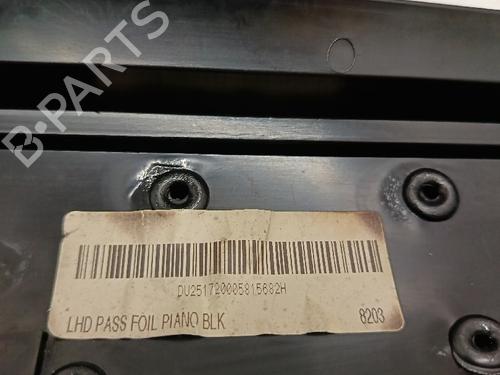 B-PARTS
DU251720005815682H
LHD PASS FOIL PIANO BLK 8203